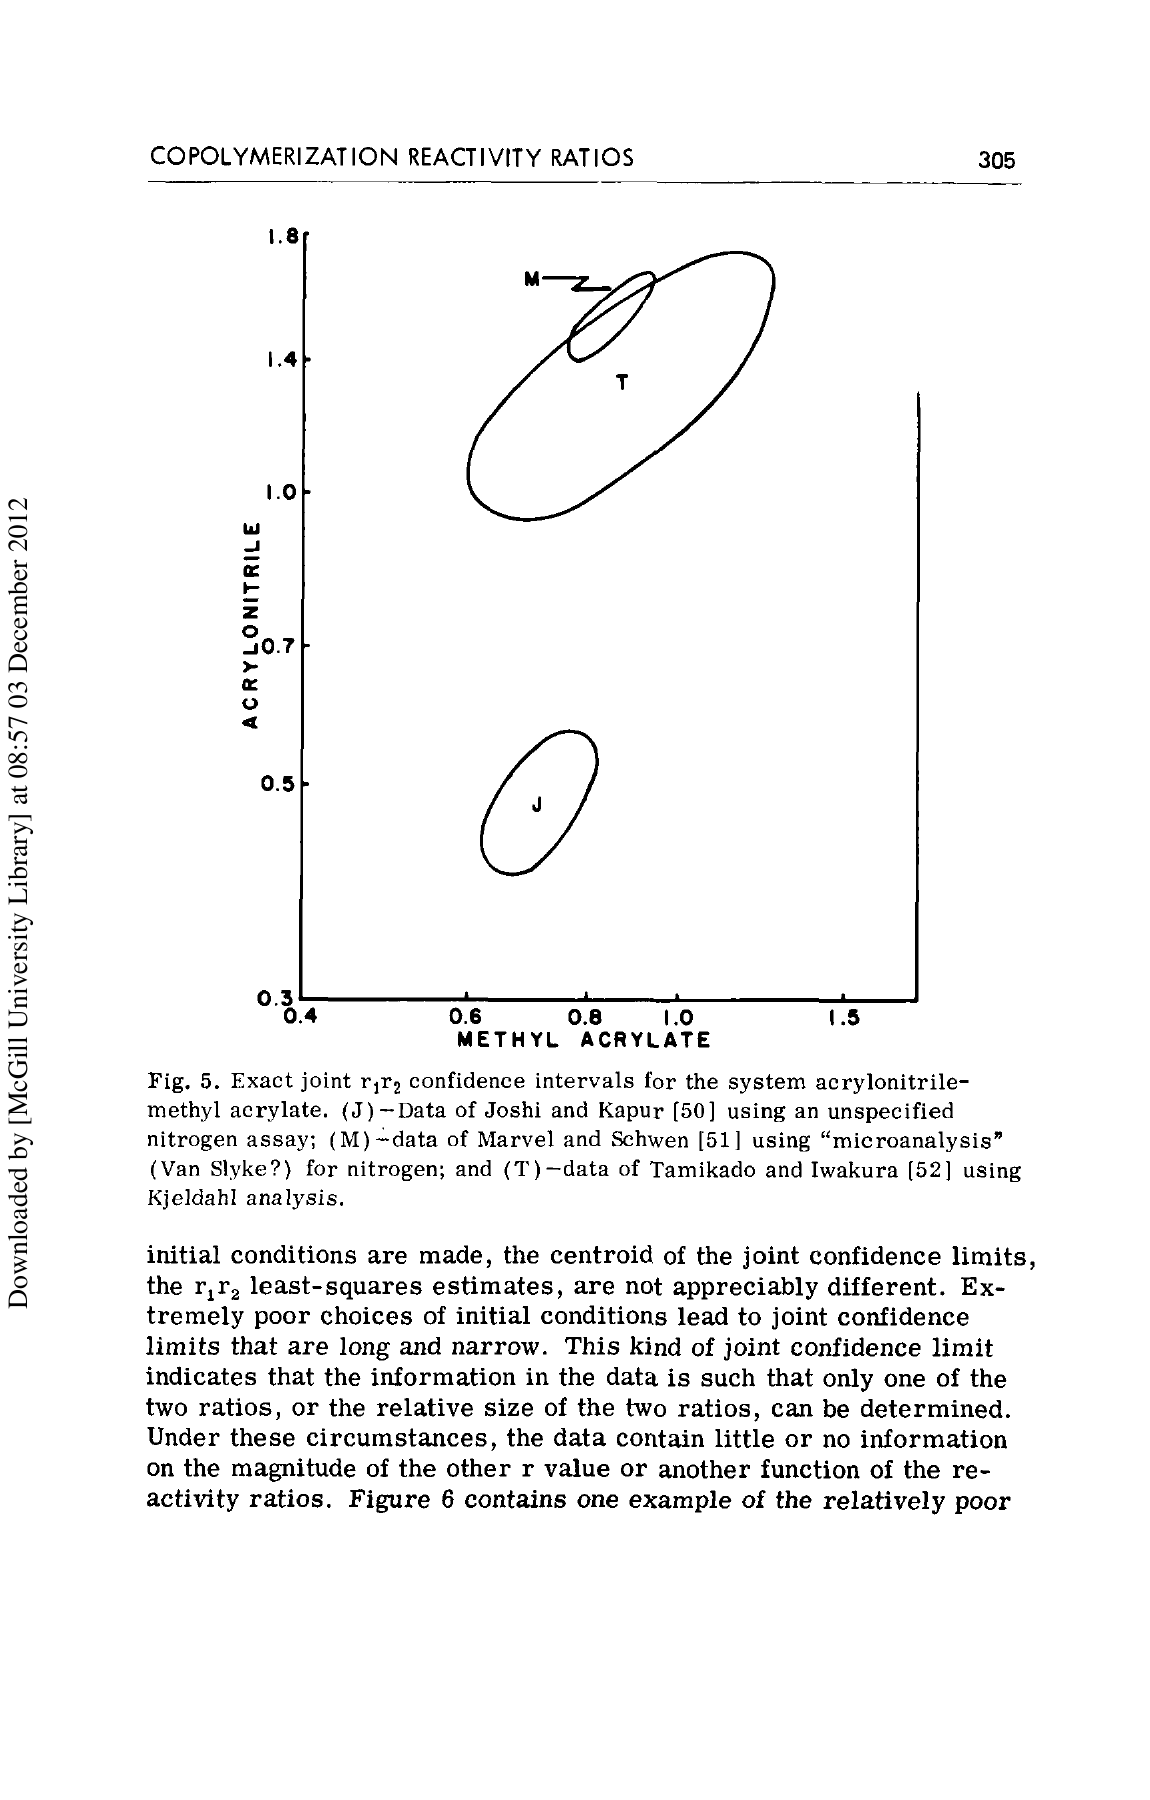 COPOLYMERIZATION REACTIVITY RATIOS 305
1.8
M
1.4
T
1.0
ACRYLONITRILE
0.7
0.5
J
0.3
0.4 0.6 0.8 1.0 1.5
METHYL ACRYLATE
Fig. 5. Exact joint r₁r₂ confidence intervals for the system acrylonitrile-
methyl acrylate. (J)—Data of Joshi and Kapur [50] using an unspecified
nitrogen assay; (M)—data of Marvel and Schwen [51] using “microanalysis”
(Van Slyke?) for nitrogen; and (T)—data of Tamikado and Iwakura [52] using
Kjeldahl analysis.
initial conditions are made, the centroid of the joint confidence limits,
the r₁r₂ least-squares estimates, are not appreciably different. Ex-
tremely poor choices of initial conditions lead to joint confidence
limits that are long and narrow. This kind of joint confidence limit
indicates that the information in the data is such that only one of the
two ratios, or the relative size of the two ratios, can be determined.
Under these circumstances, the data contain little or no information
on the magnitude of the other r value or another function of the re-
activity ratios. Figure 6 contains one example of the relatively poor
Downloaded by [McGill University Library] at 08:57 03 December 2012